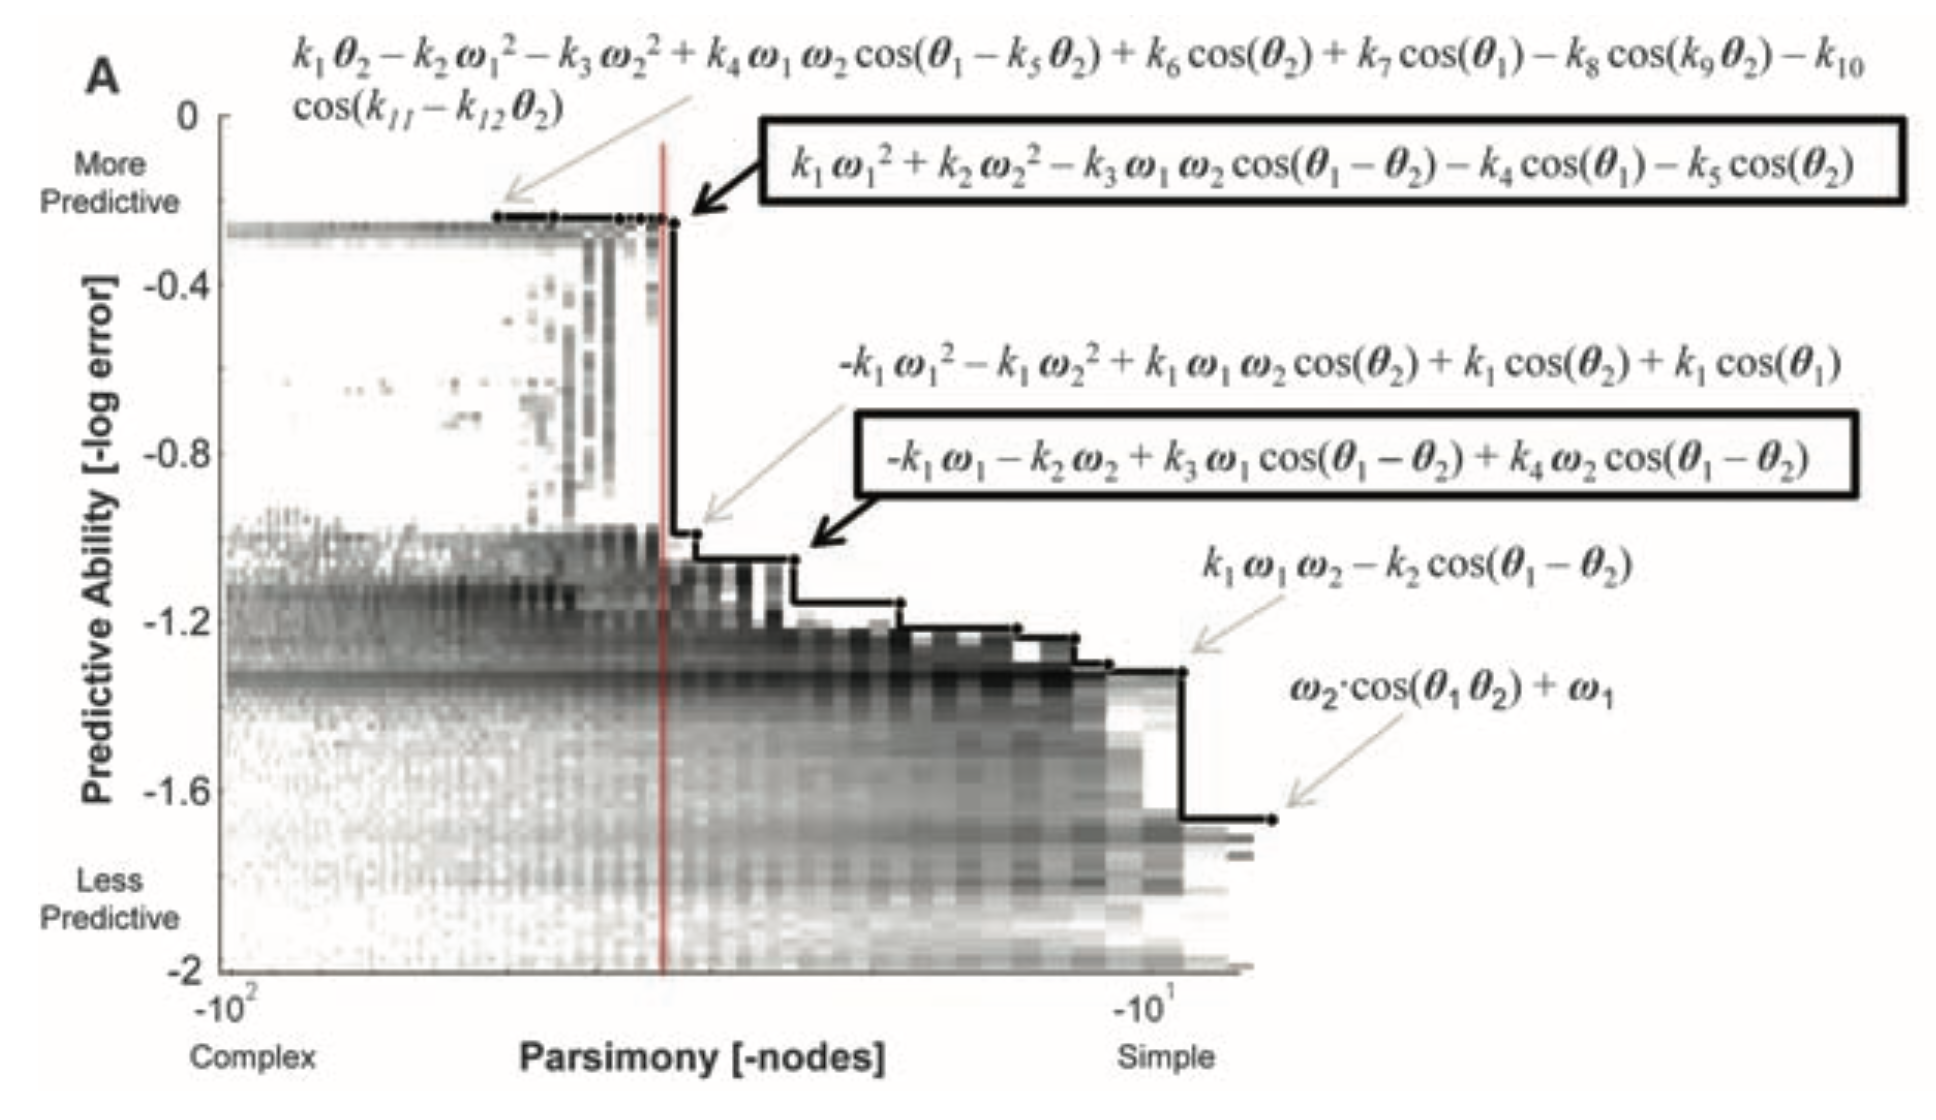 A
k₁ θ₂ – k₂ ω₁² – k₃ ω₂² + k₄ ω₁ ω₂ cos(θ₁ – k₅ θ₂) + k₆ cos(θ₂) + k₇ cos(θ₁) – k₈ cos(k₉ θ₂) – k₁₀
cos(k₁₁ – k₁₂ θ₂)
k₁ ω₁² + k₂ ω₂² – k₃ ω₁ ω₂ cos(θ₁ – θ₂) – k₄ cos(θ₁) – k₅ cos(θ₂)
-k₁ ω₁² – k₁ ω₂² + k₁ ω₁ ω₂ cos(θ₂) + k₁ cos(θ₂) + k₁ cos(θ₁)
-k₁ ω₁ – k₂ ω₂ + k₃ ω₁ cos(θ₁ – θ₂) + k₄ ω₂ cos(θ₁ – θ₂)
k₁ ω₁ ω₂ – k₂ cos(θ₁ – θ₂)
ω₂·cos(θ₁ θ₂) + ω₁
0
More
Predictive
-0.4
Predictive Ability [-log error]
-0.8
-1.2
-1.6
Less
Predictive
-2
-10²
-10¹
Complex
Parsimony [-nodes]
Simple